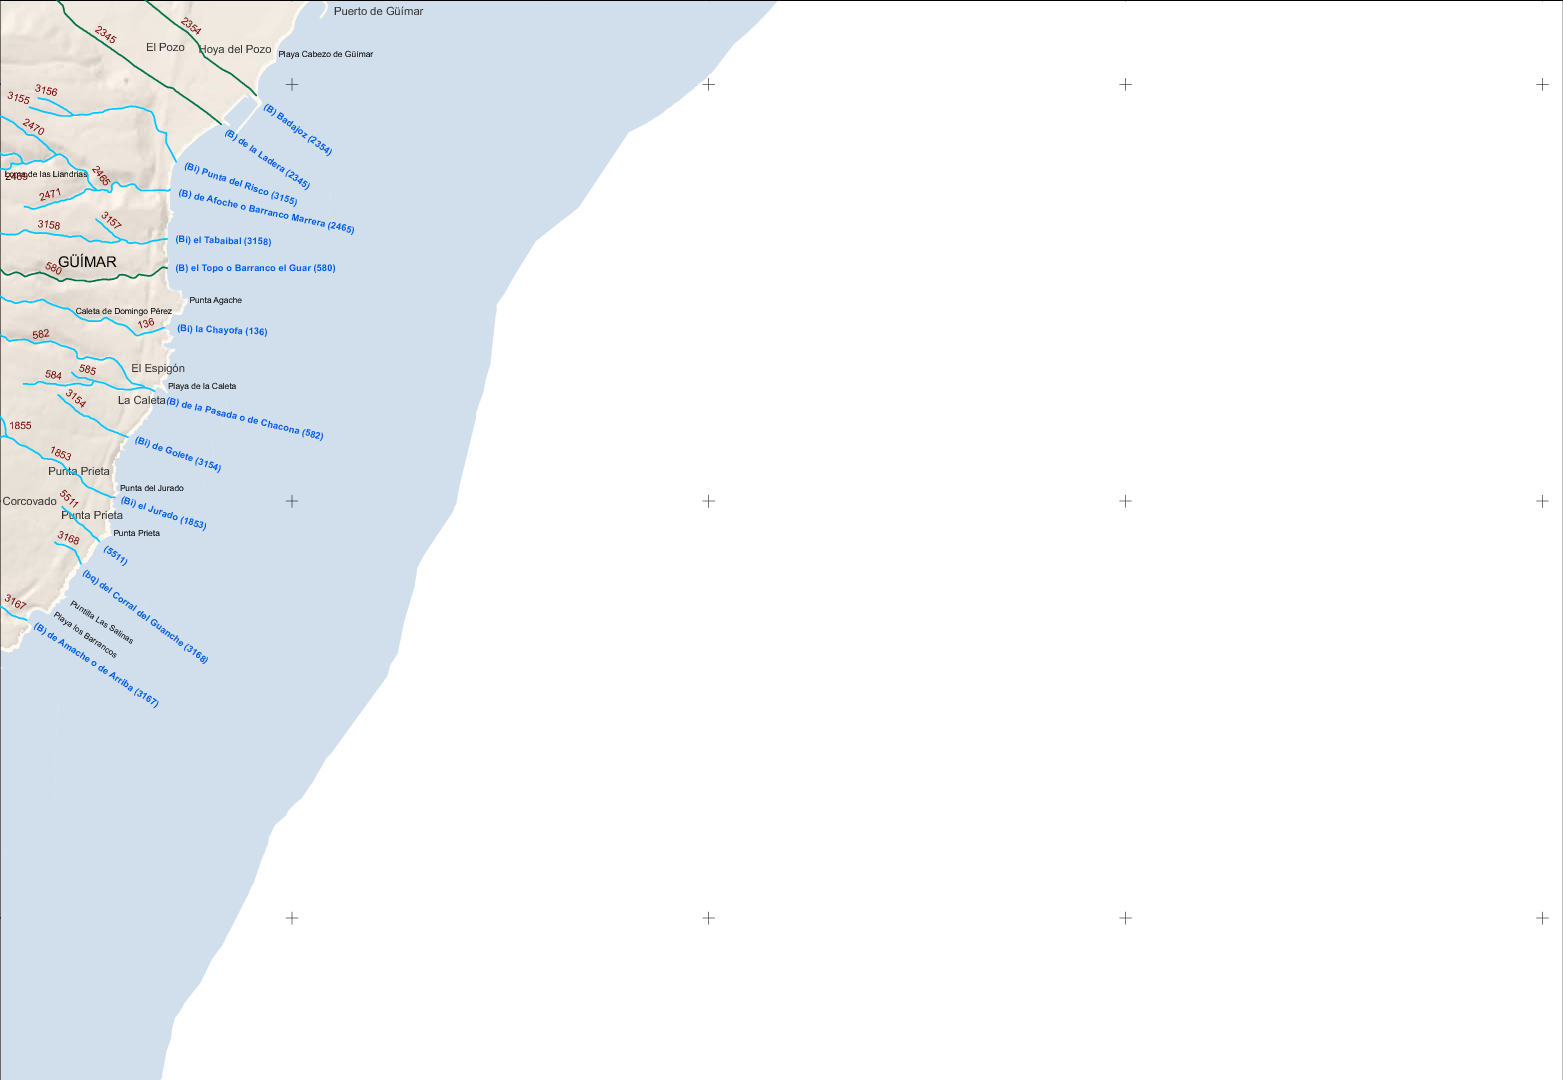 Puerto de Güímar
2345
2354
El Pozo
Hoya del Pozo
Playa Cabezo de Güimar
3156
3155
(B) Badajoz (2354)
2470
(B) de la Ladera (2345)
(Bi) Punta del Risco (3155)
Loma de las Liandrias
2469
2465
2471
(B) de Afoche o Barranco Marrera (2465)
3157
3158
(Bi) el Tabaibal (3158)
GÜÍMAR
580
(B) el Topo o Barranco el Guar (580)
Punta Agache
Caleta de Domingo Pérez
136
(Bi) la Chayofa (136)
582
El Espigón
585
584
Playa de la Caleta
3154
La Caleta
(B) de la Pasada o de Chacona (582)
1855
(Bi) de Golete (3154)
1853
Punta Prieta
Punta del Jurado
5511
Corcovado
(Bi) el Jurado (1853)
Punta Prieta
Punta Prieta
3168
(5511)
(bq) del Corral del Guanche (3168)
3167
Puntilla Las Salinas
Playa los Barrancos
(B) de Amache o de Arriba (3167)